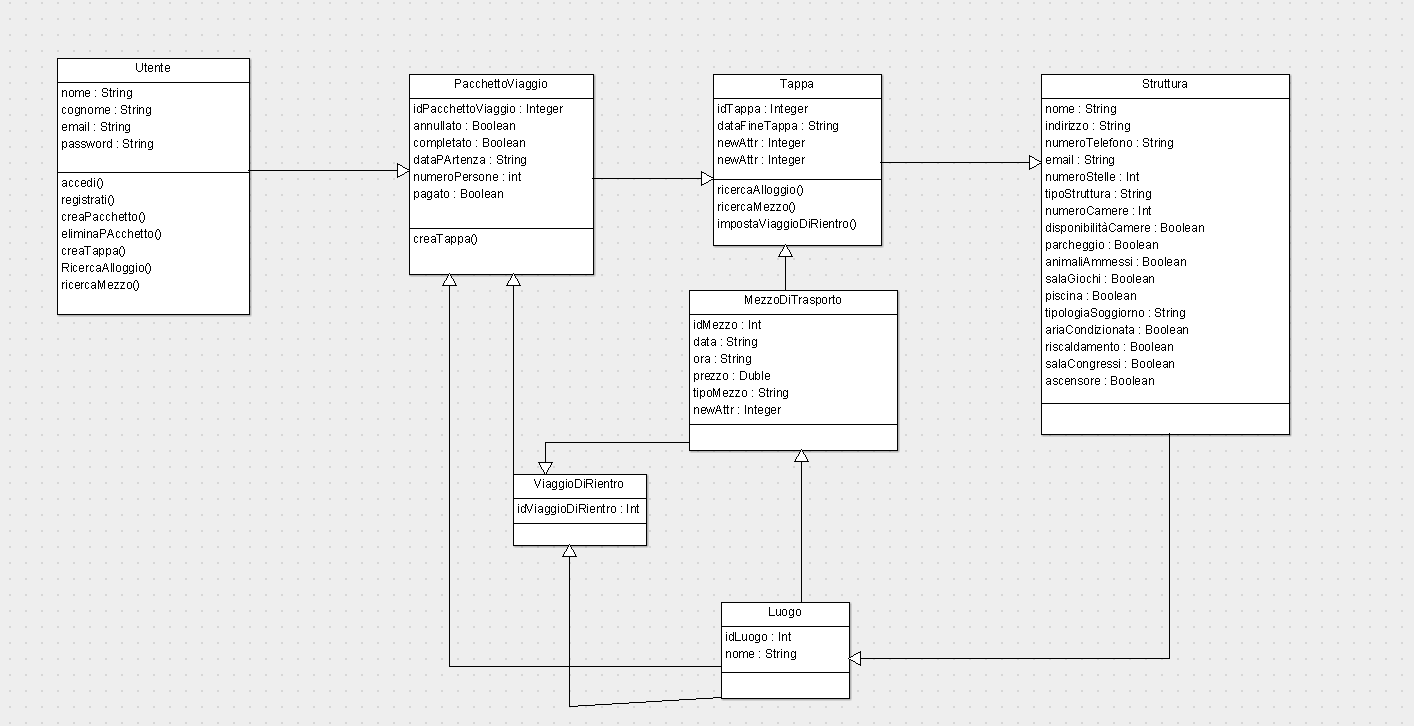 Utente
nome : String
cognome : String
email : String
password : String
accedi()
registrati()
creaPacchetto()
eliminaPAcchetto()
creaTappa()
RicercaAlloggio()
ricercaMezzo()
PacchettoViaggio
idPacchettoViaggio : Integer
annullato : Boolean
completato : Boolean
dataPArtenza : String
numeroPersone : int
pagato : Boolean
creaTappa()
Tappa
idTappa : Integer
dataFineTappa : String
newAttr : Integer
newAttr : Integer
ricercaAlloggio()
ricercaMezzo()
impostaViaggioDiRientro()
Struttura
nome : String
indirizzo : String
numeroTelefono : String
email : String
numeroStelle : Int
tipoStruttura : String
numeroCamere : Int
disponibilitàCamere : Boolean
parcheggio : Boolean
animaliAmmessi : Boolean
salaGiochi : Boolean
piscina : Boolean
tipologiaSoggiorno : String
ariaCondizionata : Boolean
riscaldamento : Boolean
salaCongressi : Boolean
ascensore : Boolean
MezzoDiTrasporto
idMezzo : Int
data : String
ora : String
prezzo : Duble
tipoMezzo : String
newAttr : Integer
ViaggioDiRientro
idViaggioDiRientro : Int
Luogo
idLuogo : Int
nome : String